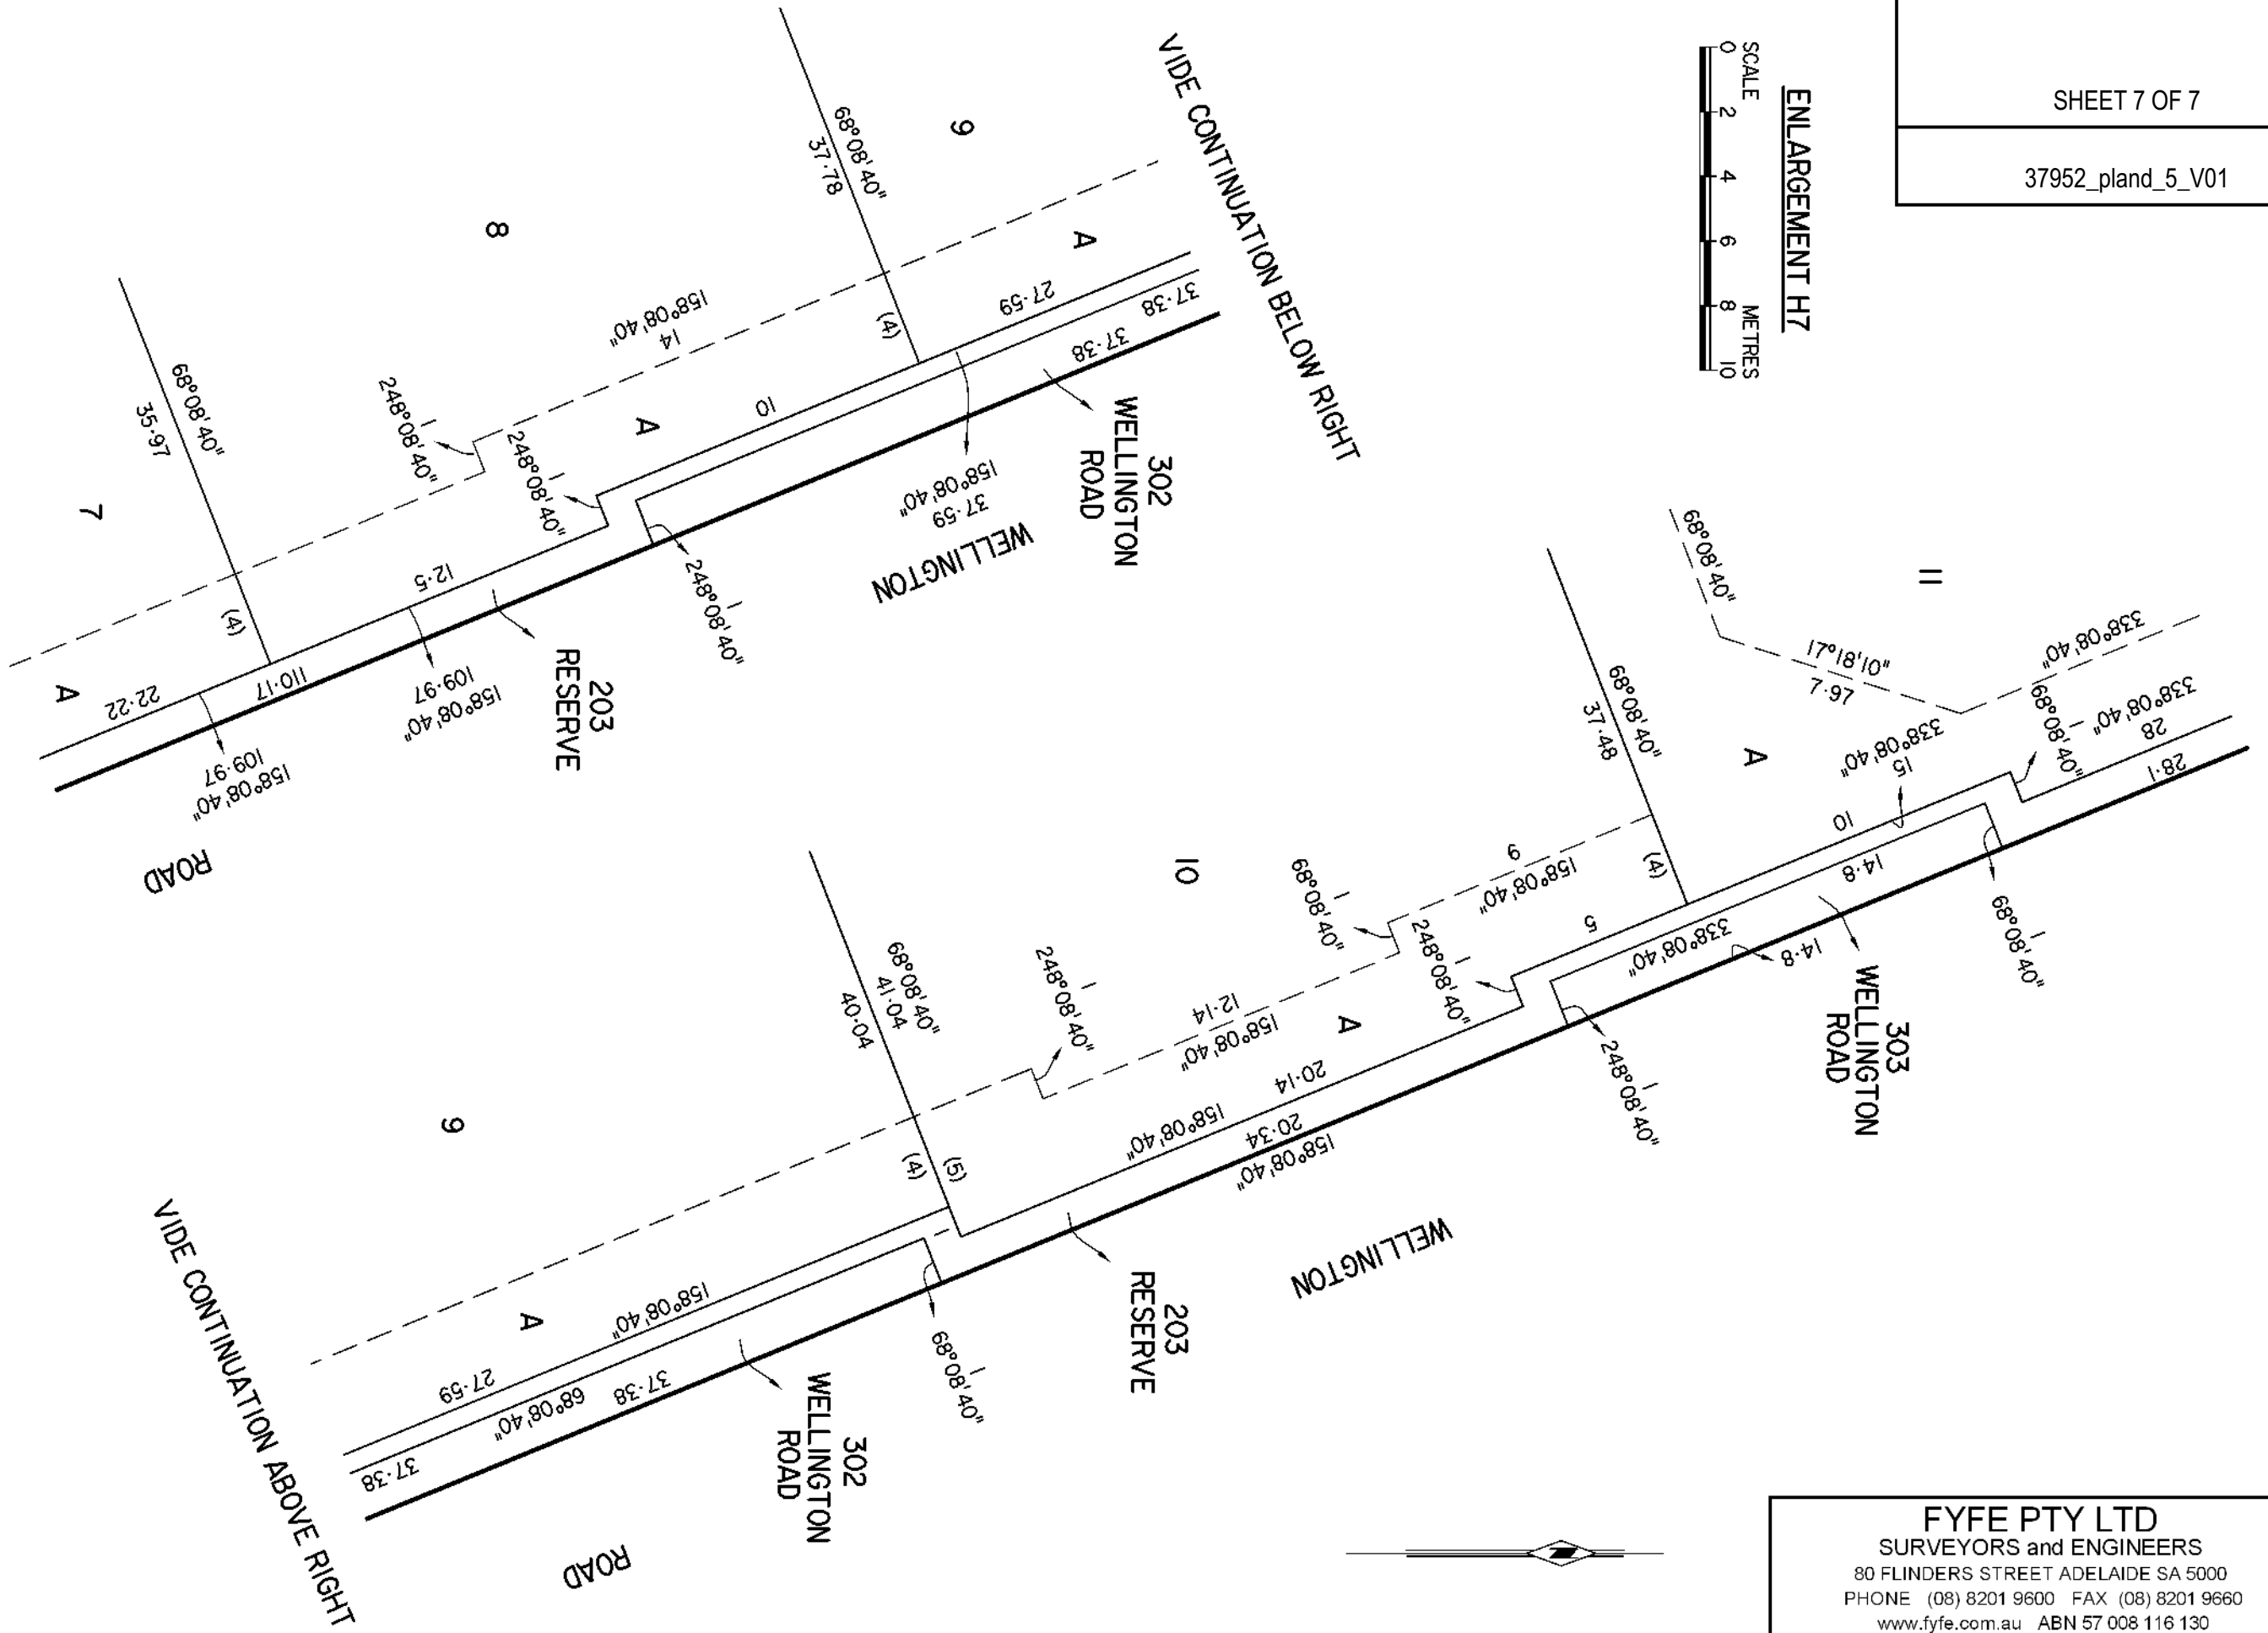 SHEET 7 OF 7
37952_pland_5_V01
ENLARGEMENT H7
SCALE
METRES
0 2 4 6 8 10
VIDE CONTINUATION BELOW RIGHT
9
68°08'40"
37·78
8
A
27·59
37·38
37·38
(4)
158°08'40"
14
302
WELLINGTON
ROAD
10
A
248°08'40"
248°08'40"
158°08'40"
37·59
WELLINGTON
248°08'40"
68°08'40"
35·97
7
12·5
(4)
203
RESERVE
A
22·22
110·17
158°08'40"
109·97
158°08'40"
109·97
ROAD
11
68°08'40"
17°18'10"
7·97
338°08'40"
338°08'40"
28
28·1
68°08'40"
338°08'40"
15
A
68°08'40"
37·48
10
14·8
(4)
9
158°08'40"
68°08'40"
5
338°08'40"
14·8
68°08'40"
303
WELLINGTON
ROAD
10
248°08'40"
248°08'40"
12·14
158°08'40"
A
248°08'40"
68°08'40"
41·04
40·04
20·14
158°08'40"
20·34
158°08'40"
9
(4)
(5)
WELLINGTON
203
RESERVE
VIDE CONTINUATION ABOVE RIGHT
A
158°08'40"
27·59
68°08'40"
37·38
37·38
68°08'40"
302
WELLINGTON
ROAD
ROAD
Z
FYFE PTY LTD
SURVEYORS and ENGINEERS
80 FLINDERS STREET ADELAIDE SA 5000
PHONE (08) 8201 9600 FAX (08) 8201 9660
www.fyfe.com.au ABN 57 008 116 130